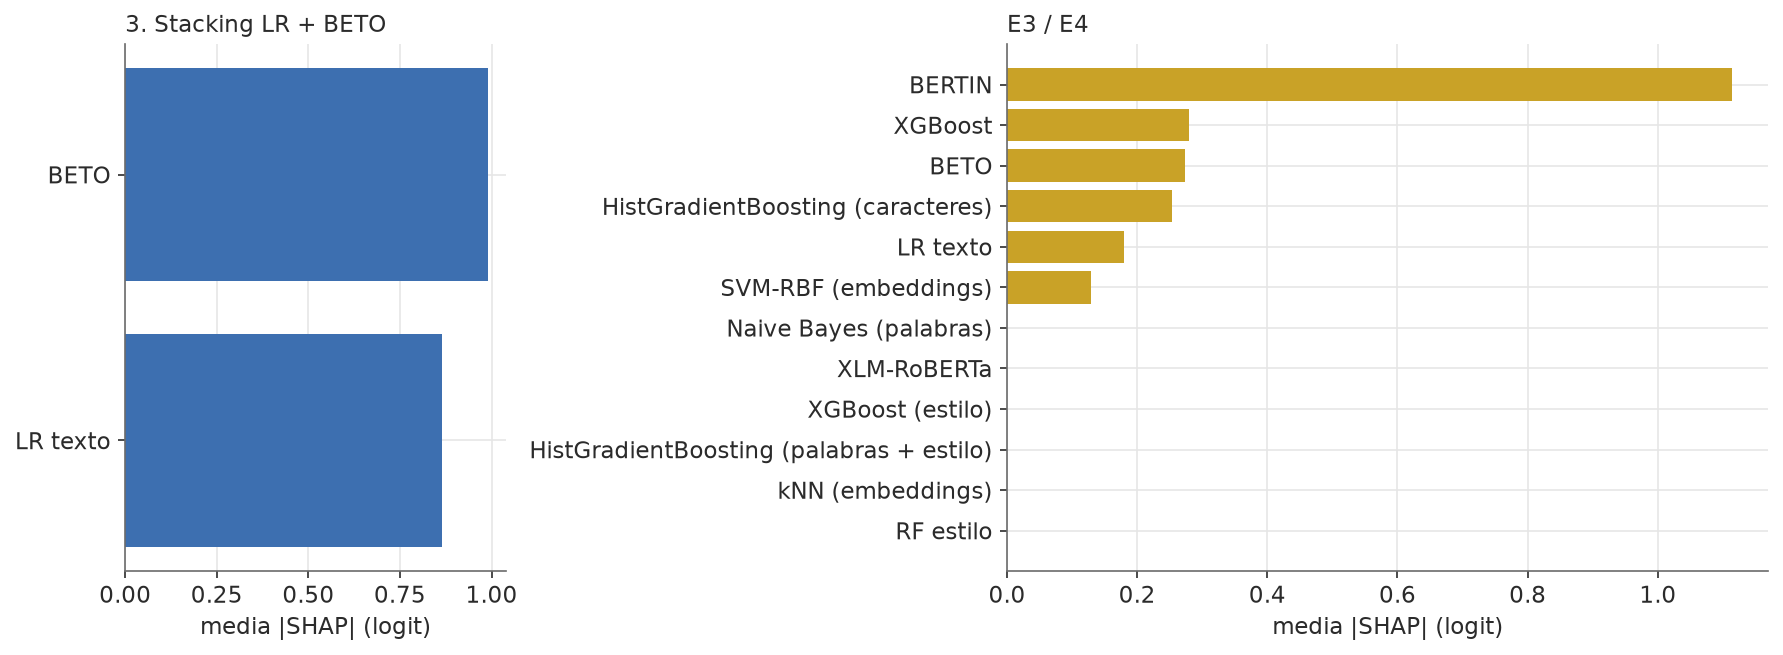 3. Stacking LR + BETO
BETO
LR texto
0.00 0.25 0.50 0.75 1.00
media |SHAP| (logit)
E3 / E4
BERTIN
XGBoost
BETO
HistGradientBoosting (caracteres)
LR texto
SVM-RBF (embeddings)
Naive Bayes (palabras)
XLM-RoBERTa
XGBoost (estilo)
HistGradientBoosting (palabras + estilo)
kNN (embeddings)
RF estilo
0.0 0.2 0.4 0.6 0.8 1.0
media |SHAP| (logit)